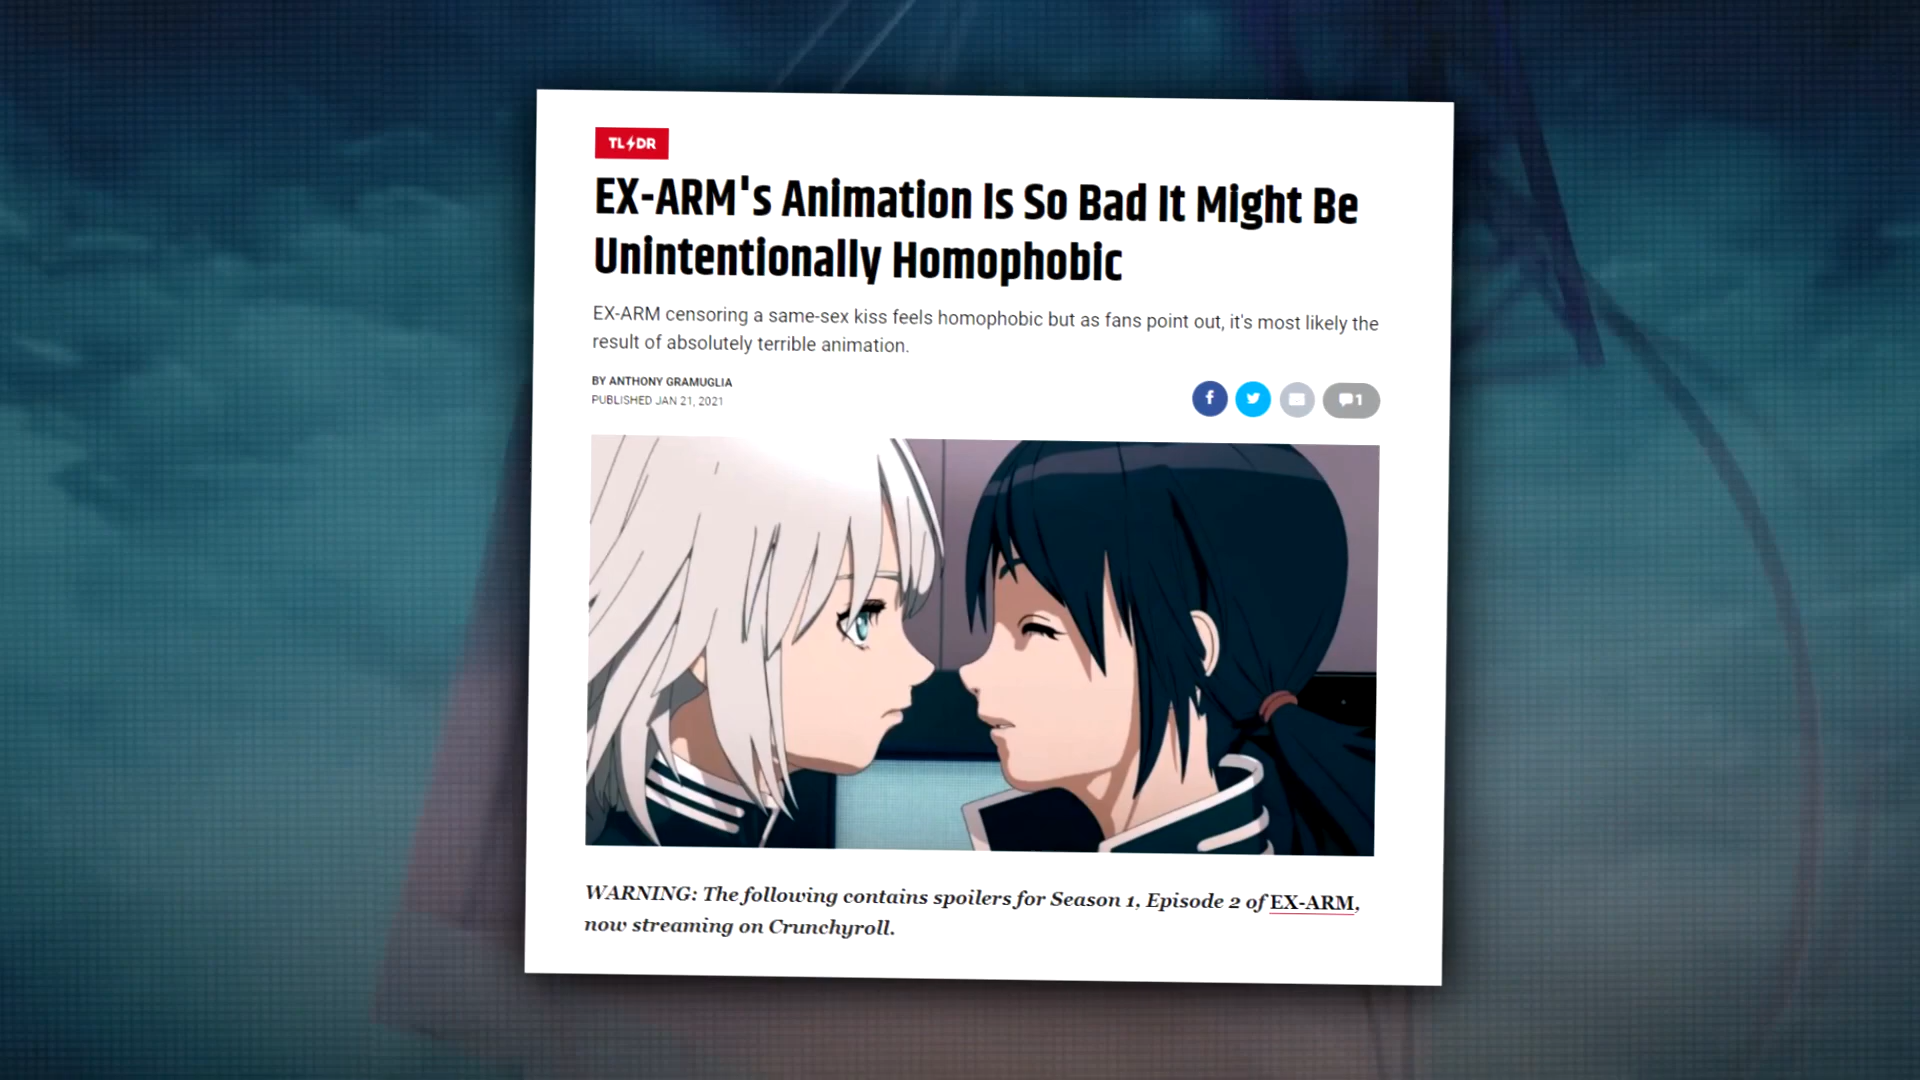 TL DR
EX-ARM's Animation Is So Bad It Might Be
Unintentionally Homophobic
EX-ARM censoring a same-sex kiss feels homophobic but as fans point out, it's most likely the
result of absolutely terrible animation.
BY ANTHONY GRAMUGLIA
PUBLISHED JAN 21, 2021
1
WARNING: The following contains spoilers for Season 1, Episode 2 of EX-ARM,
now streaming on Crunchyroll.